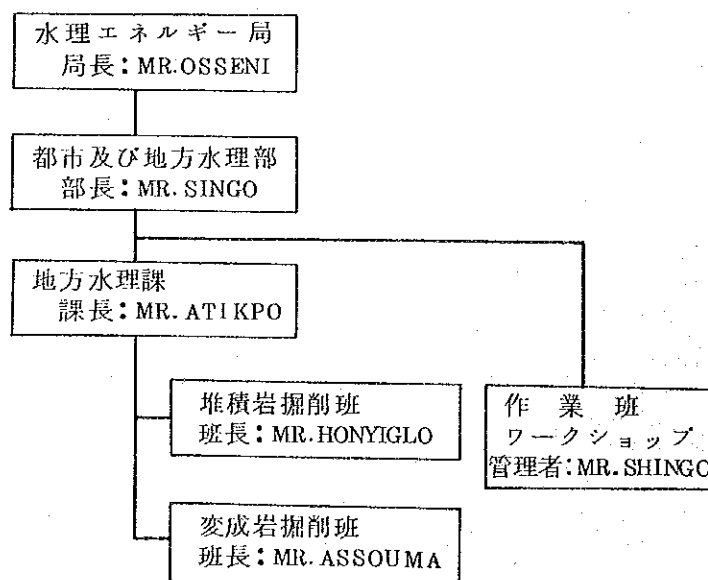 水理エネルギー局
局長：MR.OSSENI
都市及び地方水理部
部長：MR. SINGO
地方水理課
課長：MR. ATIKPO
堆積岩掘削班
班長：MR.HONYIGLO
作業班
ワークショップ
管理者：MR.SHINGO
変成岩掘削班
班長：MR.ASSOUMA